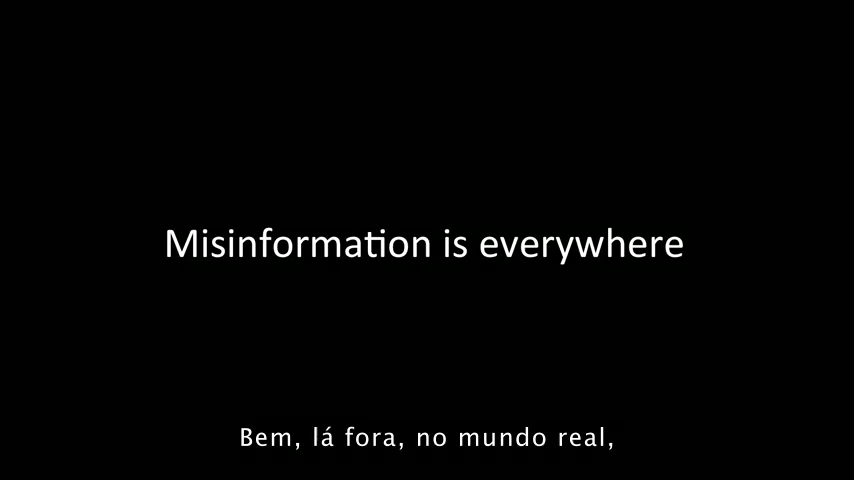 Misinformation is everywhere
Bem, lá fora, no mundo real,